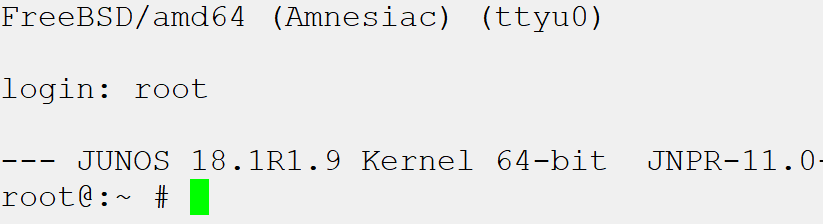 FreeBSD/amd64 (Amnesiac) (ttyu0)
login: root
--- JUNOS 18.1R1.9 Kernel 64-bit  JNPR-11.0-
root@:~ #